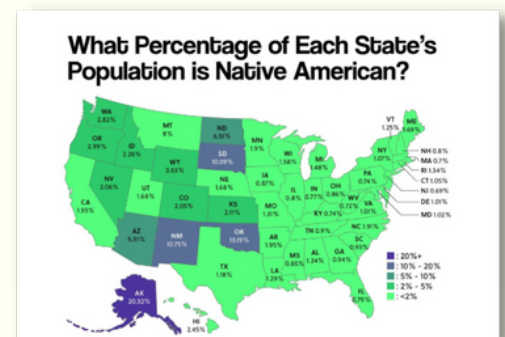 What Percentage of Each State's
Population is Native American?
WA
2.82%
OR
2.99%
ID
2.26%
MT
8%
ND
6.51%
MN
1.9%
SD
10.09%
WY
3.63%
WI
1.58%
MI
1.48%
VT
1.25%
ME
1.69%
NY
1.07%
NH 0.8%
MA 0.7%
RI 1.34%
CT 1.05%
NJ 0.69%
DE 1.01%
MD 1.02%
NV
3.06%
UT
1.68%
CA
1.93%
CO
2.05%
NE
1.68%
KS
2.11%
IA
0.87%
MO
1.31%
IL
0.8%
IN
0.77%
OH
0.86%
PA
0.74%
WV
0.72%
VA
1.01%
KY 0.74%
AZ
5.31%
NM
10.75%
OK
13.19%
AR
1.95%
TN 0.9%
NC 1.91%
SC
0.93%
TX
1.18%
LA
1.29%
MS
0.85%
AL
1.24%
GA
0.94%
FL
0.79%
AK
20.32%
HI
2.45%
: 20%+
: 10% - 20%
: 5% - 10%
: 2% - 5%
: <2%